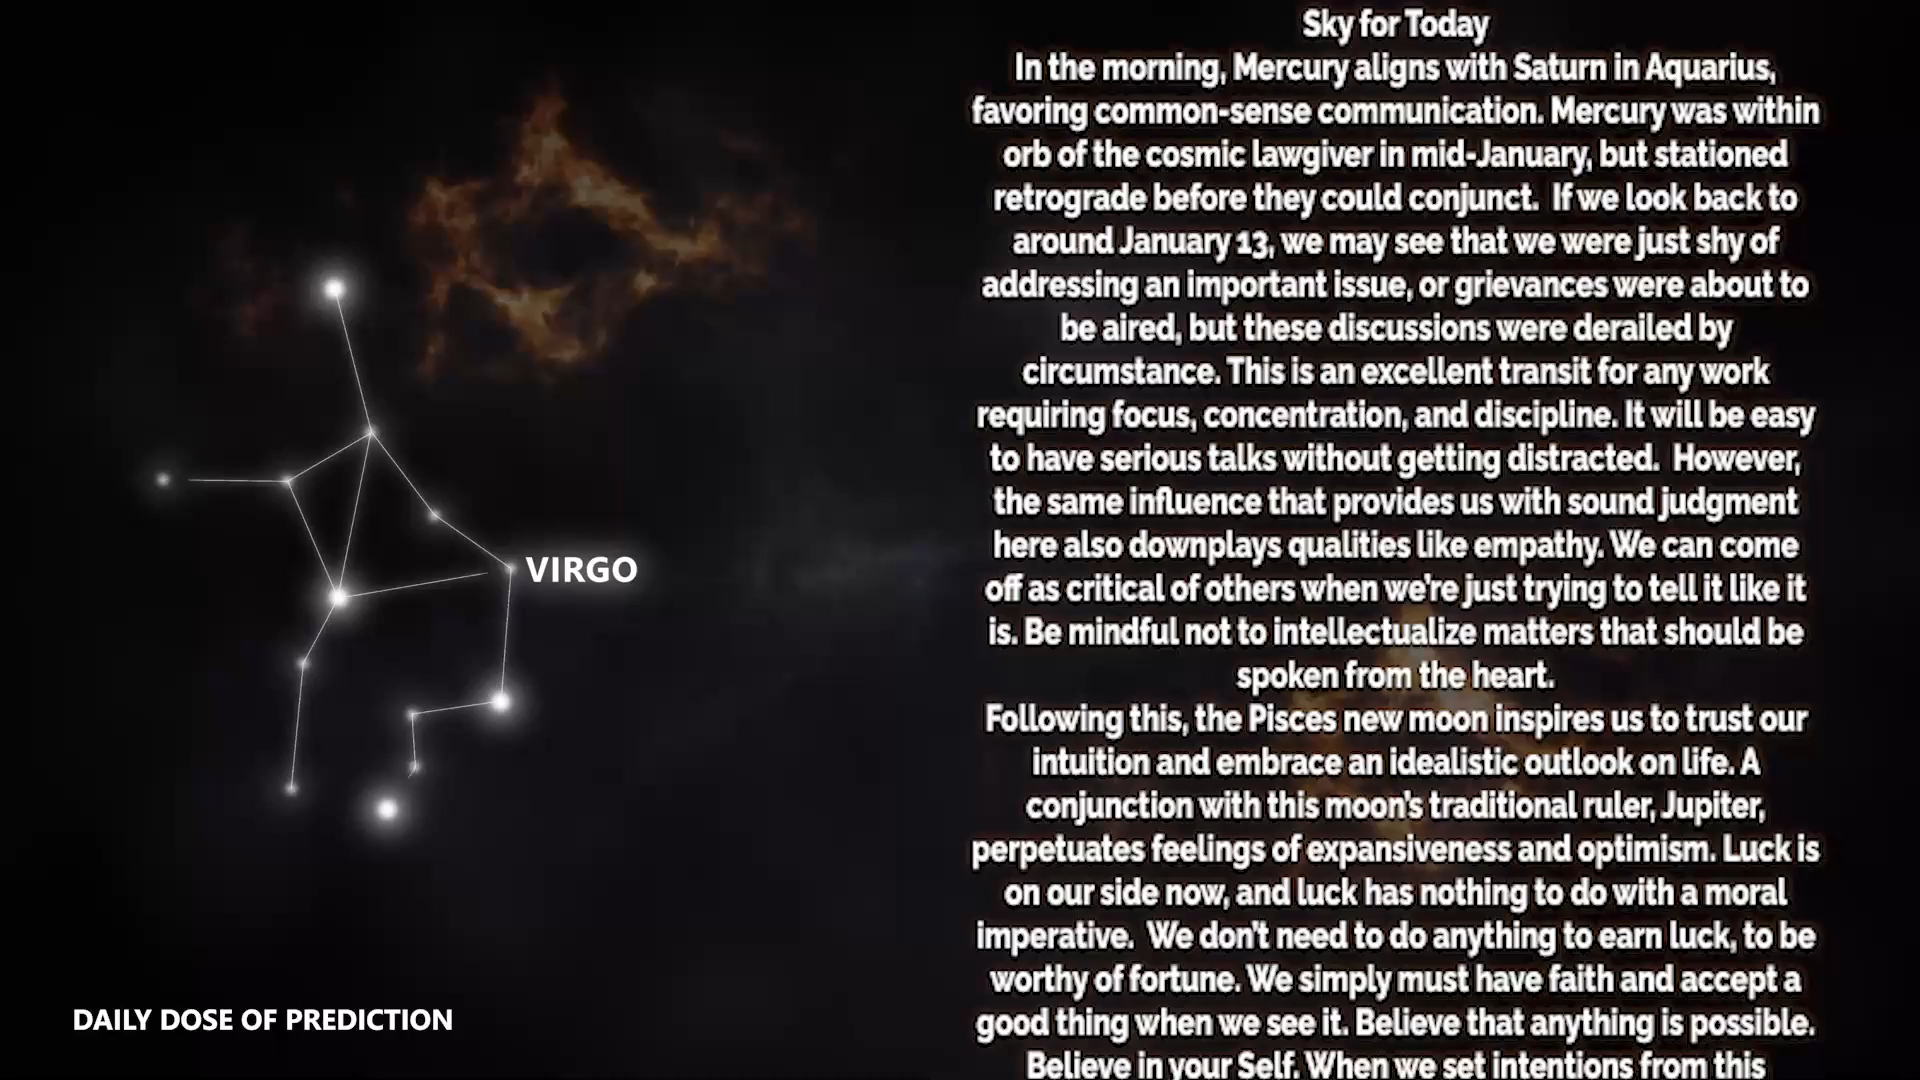 Sky for Today
In the morning, Mercury aligns with Saturn in Aquarius,
favoring common-sense communication. Mercury was within
orb of the cosmic lawgiver in mid-January, but stationed
retrograde before they could conjunct.  If we look back to
around January 13, we may see that we were just shy of
addressing an important issue, or grievances were about to
be aired, but these discussions were derailed by
circumstance. This is an excellent transit for any work
requiring focus, concentration, and discipline. It will be easy
to have serious talks without getting distracted.  However,
the same influence that provides us with sound judgment
here also downplays qualities like empathy. We can come
off as critical of others when we're just trying to tell it like it
is. Be mindful not to intellectualize matters that should be
spoken from the heart.
Following this, the Pisces new moon inspires us to trust our
intuition and embrace an idealistic outlook on life. A
conjunction with this moon's traditional ruler, Jupiter,
perpetuates feelings of expansiveness and optimism. Luck is
on our side now, and luck has nothing to do with a moral
imperative.  We don't need to do anything to earn luck, to be
worthy of fortune. We simply must have faith and accept a
good thing when we see it. Believe that anything is possible.
Believe in your Self. When we set intentions from this
VIRGO
DAILY DOSE OF PREDICTION